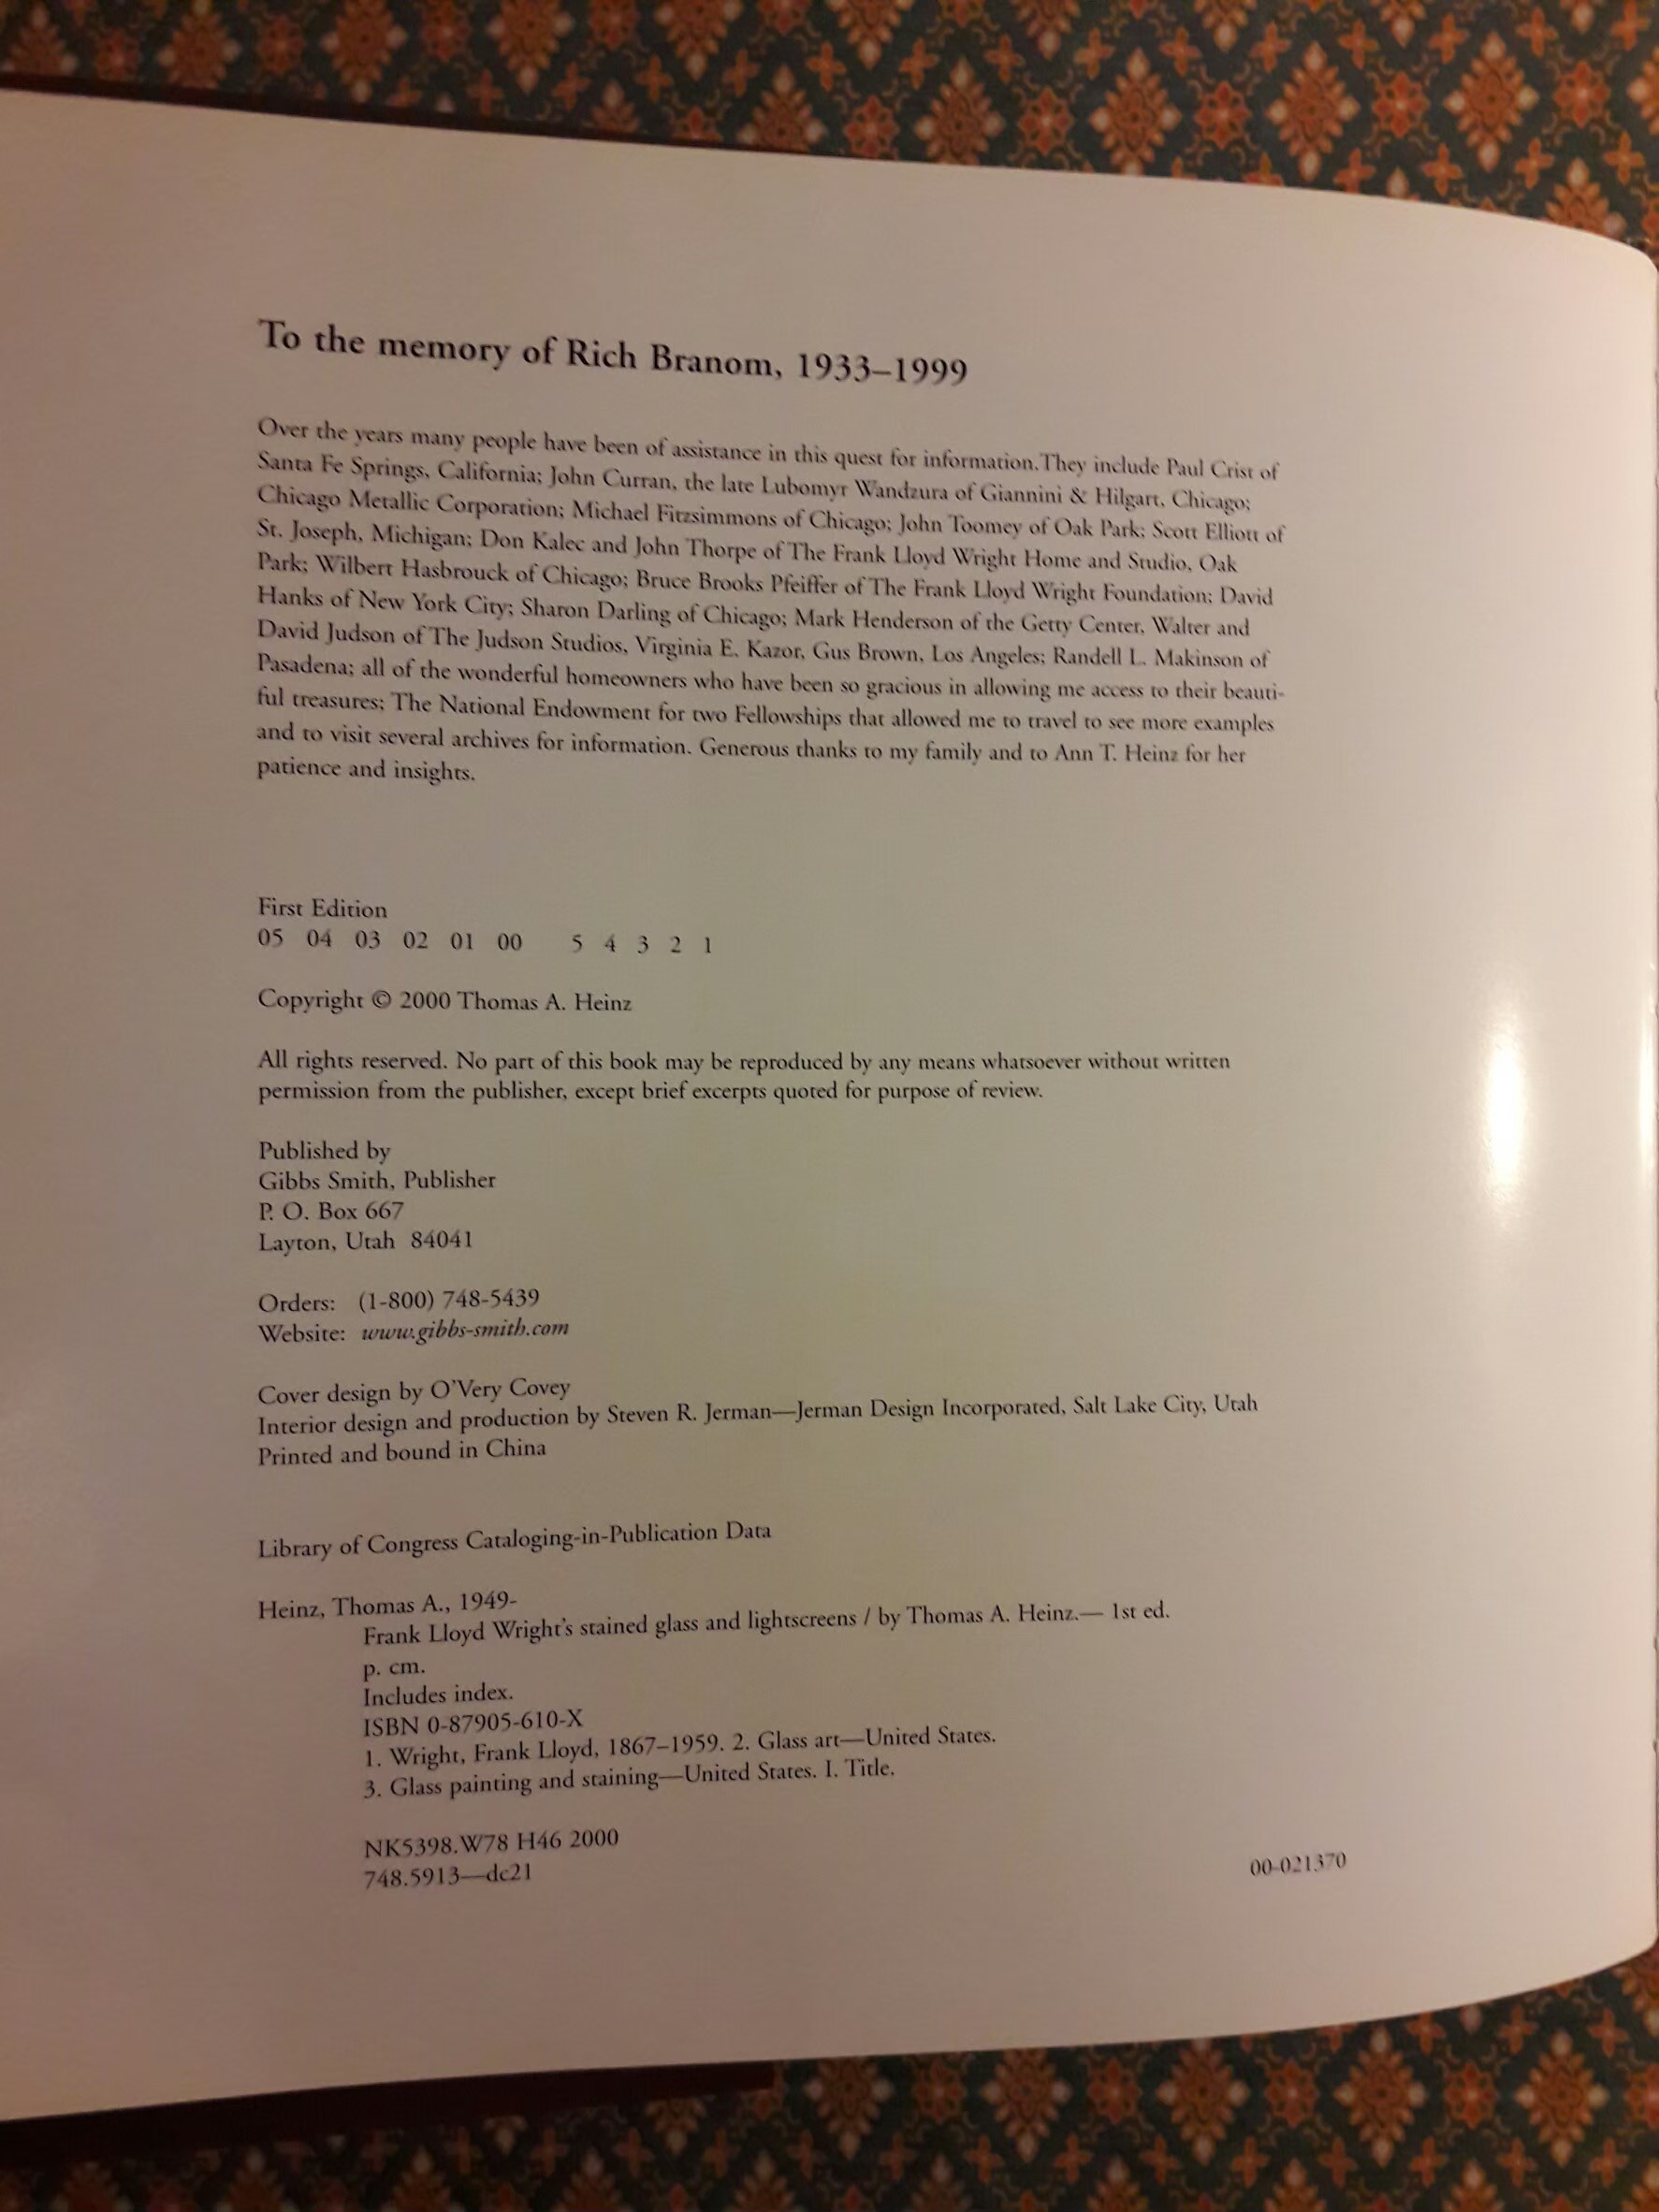 To the memory of Rich Branom, 1933–1999
Over the years many people have been of assistance in this quest for information.They include Paul Crist of
Santa Fe Springs, California; John Curran, the late Lubomyr Wandzura of Giannini & Hilgart, Chicago;
Chicago Metallic Corporation; Michael Fitzsimmons of Chicago; John Toomey of Oak Park; Scott Elliott of
St. Joseph, Michigan; Don Kalec and John Thorpe of The Frank Lloyd Wright Home and Studio, Oak
Park; Wilbert Hasbrouck of Chicago; Bruce Brooks Pfeiffer of The Frank Lloyd Wright Foundation; David
Hanks of New York City; Sharon Darling of Chicago; Mark Henderson of the Getty Center, Walter and
David Judson of The Judson Studios, Virginia E. Kazor, Gus Brown, Los Angeles; Randell L. Makinson of
Pasadena; all of the wonderful homeowners who have been so gracious in allowing me access to their beauti-
ful treasures; The National Endowment for two Fellowships that allowed me to travel to see more examples
and to visit several archives for information. Generous thanks to my family and to Ann T. Heinz for her
patience and insights.
First Edition
05 04 03 02 01 00 5 4 3 2 1
Copyright © 2000 Thomas A. Heinz
All rights reserved. No part of this book may be reproduced by any means whatsoever without written
permission from the publisher, except brief excerpts quoted for purpose of review.
Published by
Gibbs Smith, Publisher
P. O. Box 667
Layton, Utah 84041
Orders: (1-800) 748-5439
Website: www.gibbs-smith.com
Cover design by O'Very Covey
Interior design and production by Steven R. Jerman—Jerman Design Incorporated, Salt Lake City, Utah
Printed and bound in China
Library of Congress Cataloging-in-Publication Data
Heinz, Thomas A., 1949-
Frank Lloyd Wright's stained glass and lightscreens / by Thomas A. Heinz.— 1st ed.
p. cm.
Includes index.
ISBN 0-87905-610-X
1. Wright, Frank Lloyd, 1867–1959. 2. Glass art—United States.
3. Glass painting and staining—United States. I. Title.
NK5398.W78 H46 2000
748.5913—dc21
00-021370